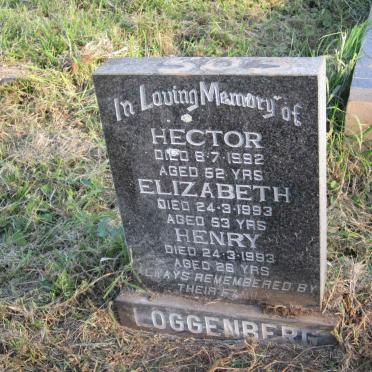 In Loving Memory of
HECTOR
DIED 8-7-1992
AGED 52 YRS
ELIZABETH
DIED 24-3-1993
AGED 53 YRS
HENRY
DIED 24-3-1993
AGED 26 YRS
ALWAYS REMEMBERED BY
THEIR
LOGGENBERG